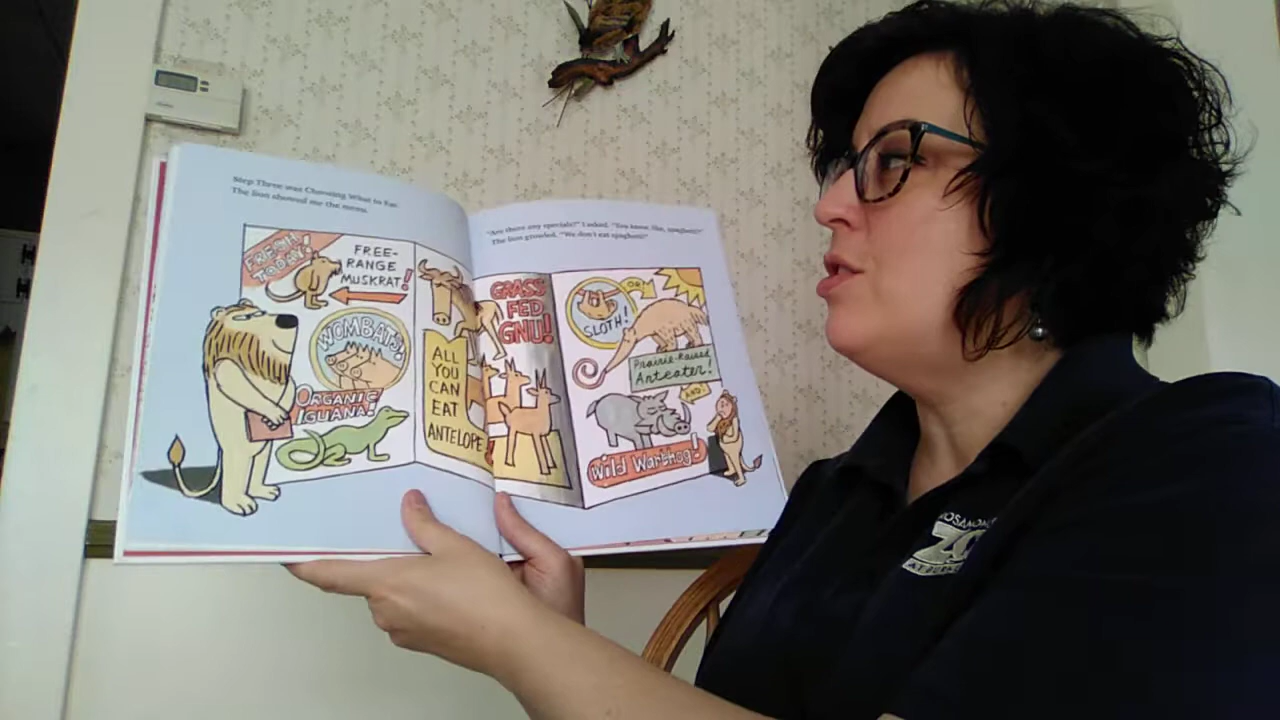 Step Three was Choosing What to Eat.
The lion showed me the menu.
FRESH
TODAY!
FREE-
RANGE
MUSKRAT!
WOMBATS!
ORGANIC
IGUANA!
ALL
YOU
CAN
EAT
ANTELOPE
"Are there any specials?" I asked. "You know, like, spaghetti?"
The lion growled. "We don't eat spaghetti!"
GRASS
FED
GNU!
SLOTH!
OR
Prairie-Raised
Anteater!
AND
Wild Warthog!
ZOO